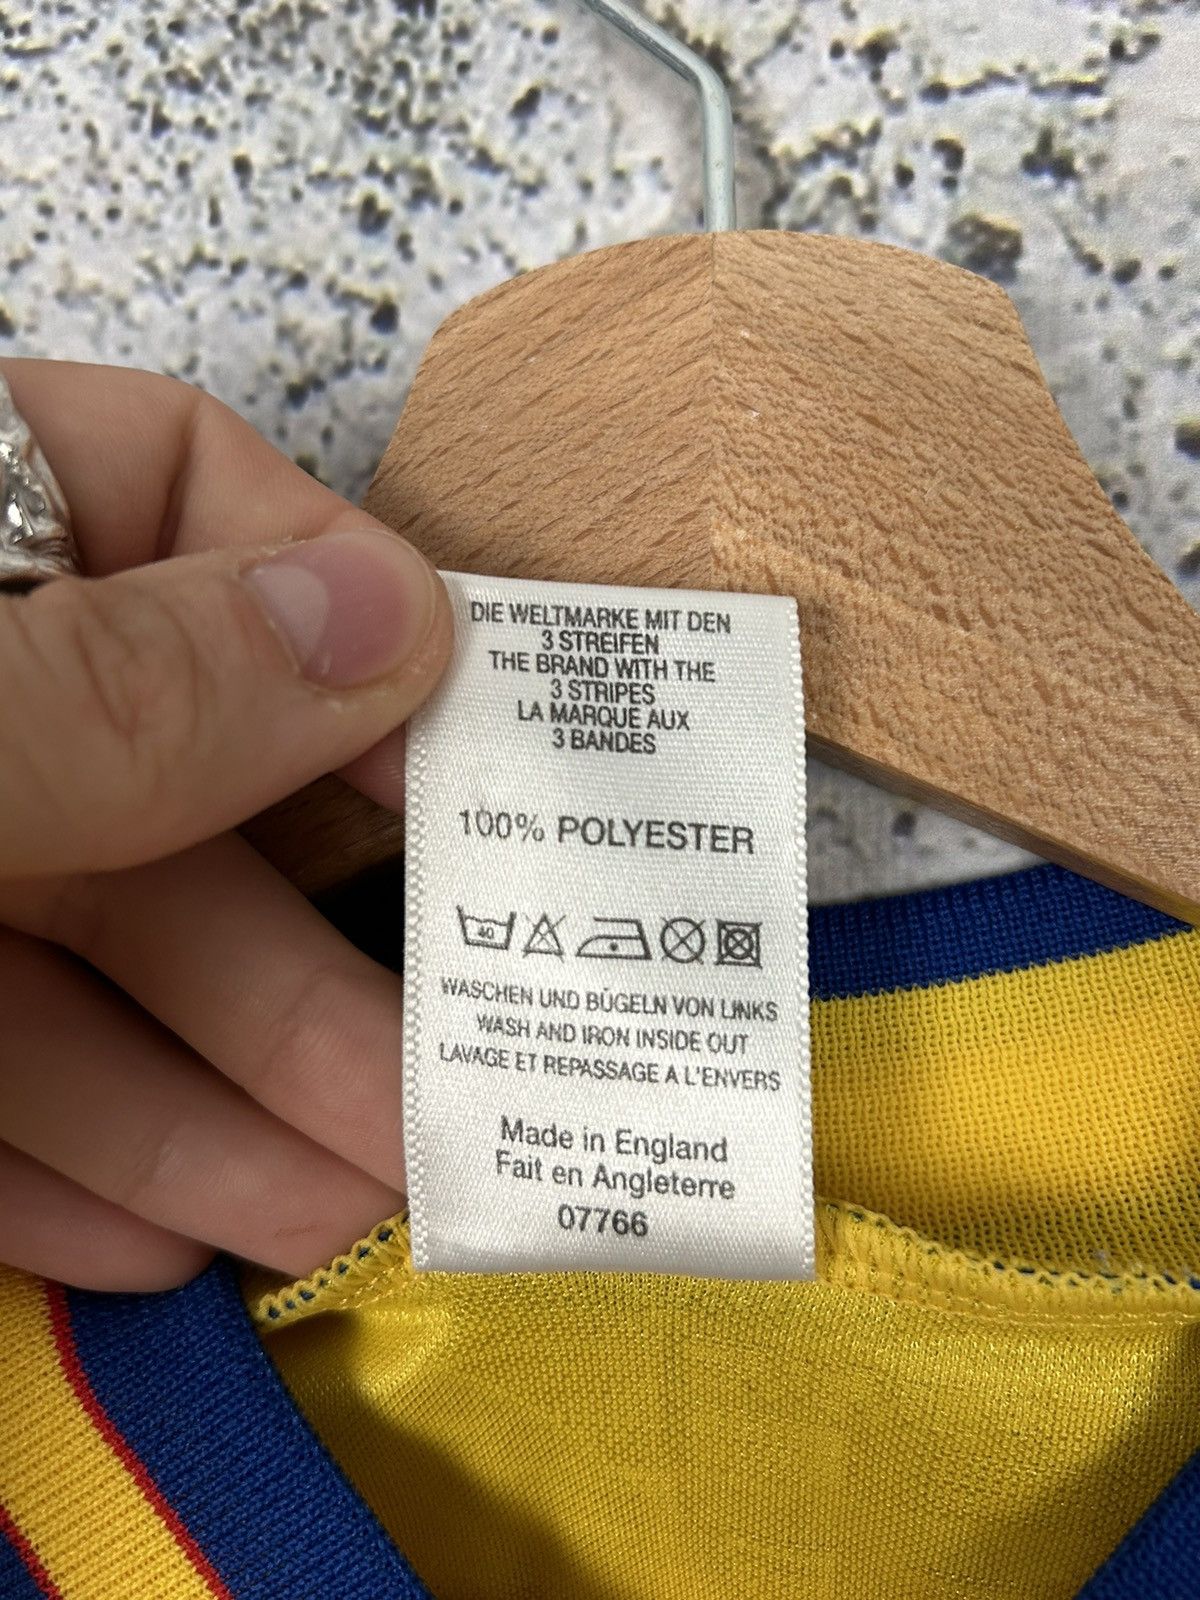 DIE WELTMARKE MIT DEN
3 STREIFEN
THE BRAND WITH THE
3 STRIPES
LA MARQUE AUX
3 BANDES
100% POLYESTER
40
WASCHEN UND BÜGELN VON LINKS
WASH AND IRON INSIDE OUT
LAVAGE ET REPASSAGE A L'ENVERS
Made in England
Fait en Angleterre
07766